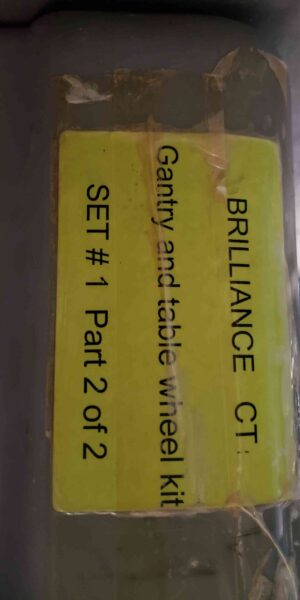 BRILLIANCE CT:
Gantry and table wheel kit
SET # 1 Part 2 of 2